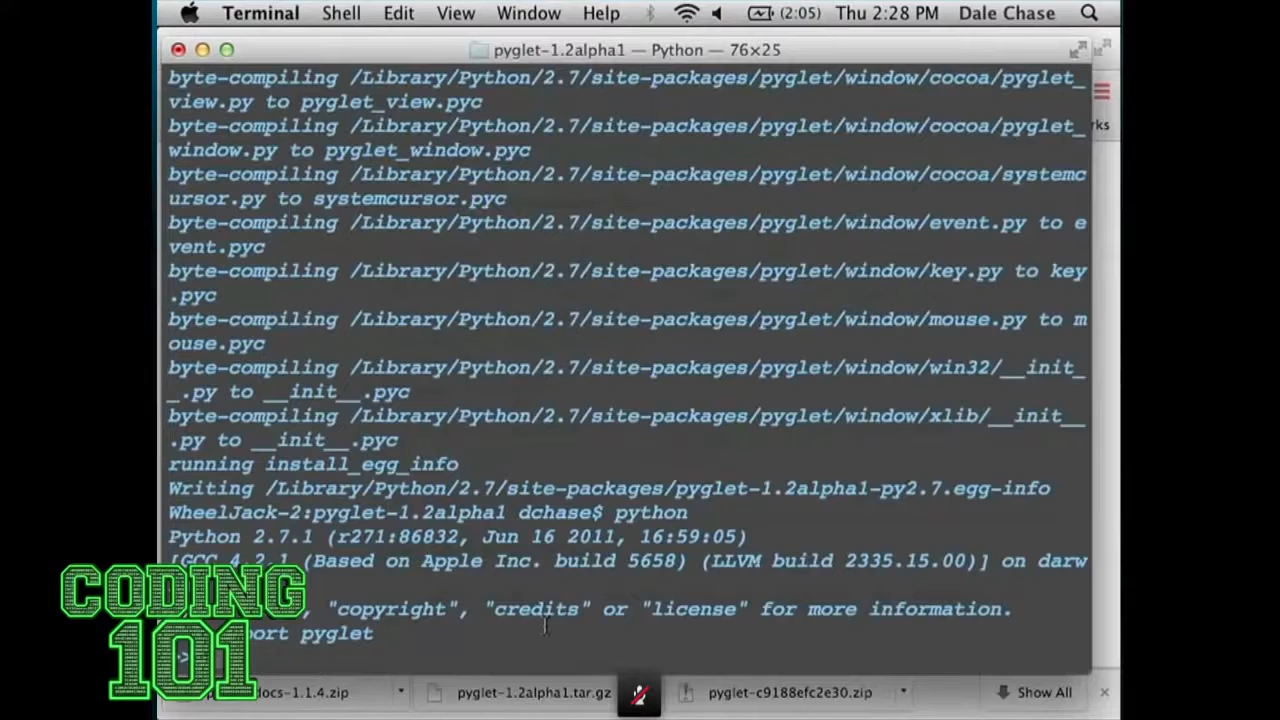 Terminal Shell Edit View Window Help (2:05) Thu 2:28 PM Dale Chase
pyglet-1.2alpha1 — Python — 76×25
byte-compiling /Library/Python/2.7/site-packages/pyglet/window/cocoa/pyglet_
view.py to pyglet_view.pyc
byte-compiling /Library/Python/2.7/site-packages/pyglet/window/cocoa/pyglet_
window.py to pyglet_window.pyc
byte-compiling /Library/Python/2.7/site-packages/pyglet/window/cocoa/systemc
ursor.py to systemcursor.pyc
byte-compiling /Library/Python/2.7/site-packages/pyglet/window/event.py to e
vent.pyc
byte-compiling /Library/Python/2.7/site-packages/pyglet/window/key.py to key
.pyc
byte-compiling /Library/Python/2.7/site-packages/pyglet/window/mouse.py to m
ouse.pyc
byte-compiling /Library/Python/2.7/site-packages/pyglet/window/win32/__init_
_.py to __init__.pyc
byte-compiling /Library/Python/2.7/site-packages/pyglet/window/xlib/__init__
.py to __init__.pyc
running install_egg_info
Writing /Library/Python/2.7/site-packages/pyglet-1.2alpha1-py2.7.egg-info
WheelJack-2:pyglet-1.2alpha1 dchase$ python
Python 2.7.1 (r271:86832, Jun 16 2011, 16:59:05)
[GCC 4.2.1 (Based on Apple Inc. build 5658) (LLVM build 2335.15.00)] on darw
, "copyright", "credits" or "license" for more information.
port pyglet
>
rks
CODING
101
docs-1.1.4.zip pyglet-1.2alpha1.tar.gz pyglet-c9188efc2e30.zip Show All